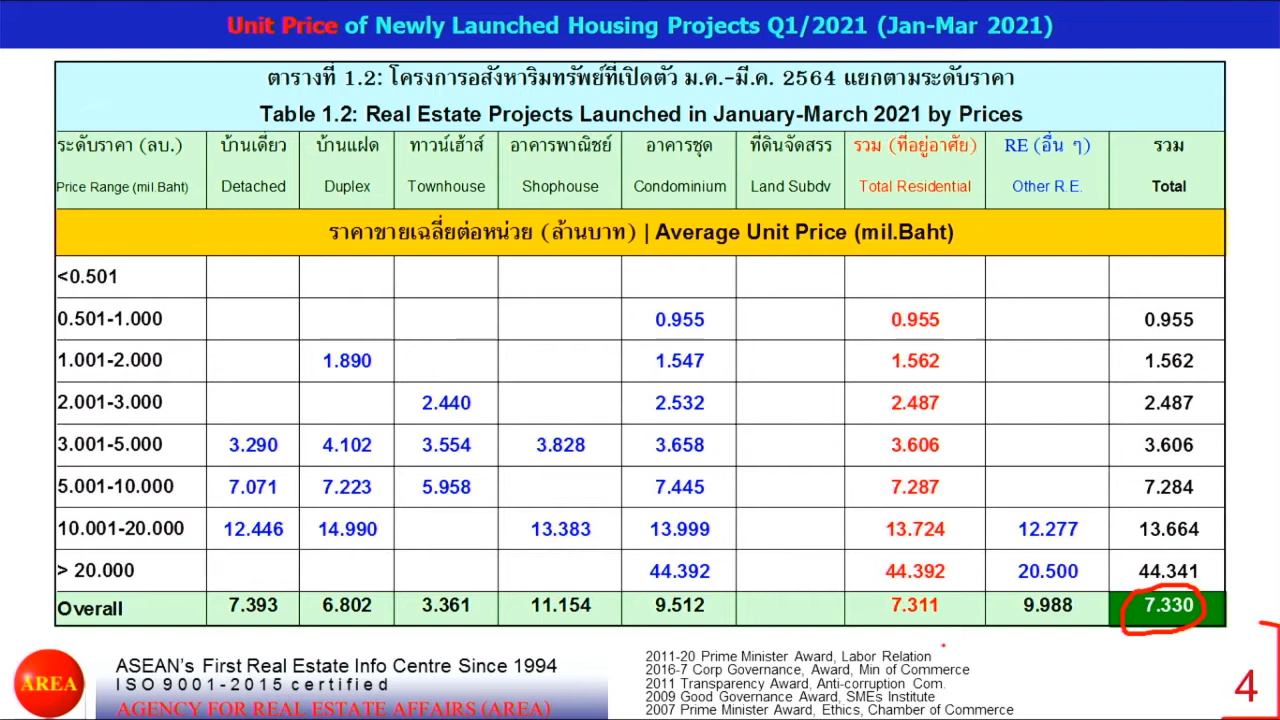 Unit Price of Newly Launched Housing Projects Q1/2021 (Jan-Mar 2021)
ตารางที่ 1.2: โครงการอสังหาริมทรัพย์ที่เปิดตัว ม.ค.-มี.ค. 2564 แยกตามระดับราคา
Table 1.2: Real Estate Projects Launched in January-March 2021 by Prices
ระดับราคา (ลบ.) บ้านเดี่ยว บ้านแฝด ทาวน์เฮ้าส์ อาคารพาณิชย์ อาคารชุด ที่ดินจัดสรร รวม (ที่อยู่อาศัย) RE (อื่น ๆ) รวม
Price Range (mil.Baht) Detached Duplex Townhouse Shophouse Condominium Land Subdv Total Residential Other R.E. Total
ราคาขายเฉลี่ยต่อหน่วย (ล้านบาท) | Average Unit Price (mil.Baht)
<0.501
0.501-1.000 0.955 0.955 0.955
1.001-2.000 1.890 1.547 1.562 1.562
2.001-3.000 2.440 2.532 2.487 2.487
3.001-5.000 3.290 4.102 3.554 3.828 3.658 3.606 3.606
5.001-10.000 7.071 7.223 5.958 7.445 7.287 7.284
10.001-20.000 12.446 14.990 13.383 13.999 13.724 12.277 13.664
> 20.000 44.392 44.392 20.500 44.341
Overall 7.393 6.802 3.361 11.154 9.512 7.311 9.988 7.330
AREA
ASEAN's First Real Estate Info Centre Since 1994
ISO 9001-2015 certified
AGENCY FOR REAL ESTATE AFFAIRS (AREA)
2011-20 Prime Minister Award, Labor Relation
2016-7 Corp Governance, Award, Min of Commerce
2011 Transparency Award, Anti-corruption Com.
2009 Good Governance Award, SMEs Institute
2007 Prime Minister Award, Ethics, Chamber of Commerce
4